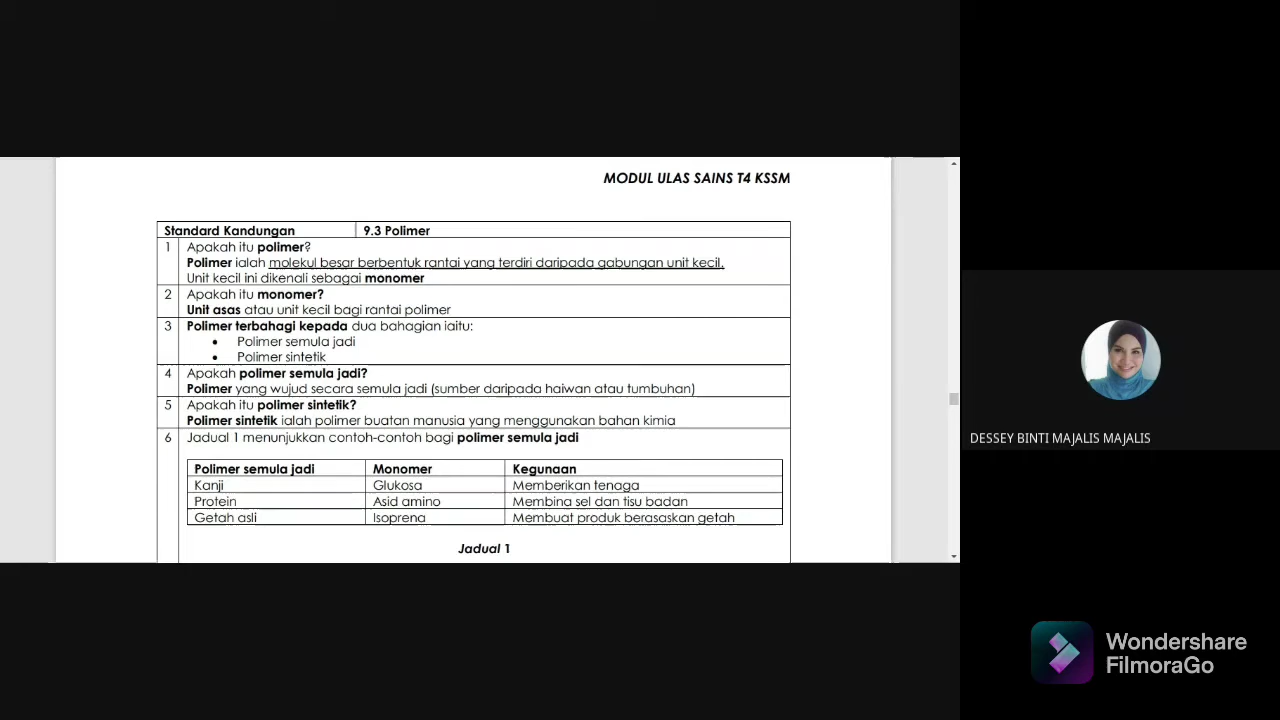 MODUL ULAS SAINS T4 KSSM
Standard Kandungan 9.3 Polimer
1 Apakah itu polimer?
Polimer ialah molekul besar berbentuk rantai yang terdiri daripada gabungan unit kecil.
Unit kecil ini dikenali sebagai monomer
2 Apakah itu monomer?
Unit asas atau unit kecil bagi rantai polimer
3 Polimer terbahagi kepada dua bahagian iaitu:
• Polimer semula jadi
• Polimer sintetik
4 Apakah polimer semula jadi?
Polimer yang wujud secara semula jadi (sumber daripada haiwan atau tumbuhan)
5 Apakah itu polimer sintetik?
Polimer sintetik ialah polimer buatan manusia yang menggunakan bahan kimia
6 Jadual 1 menunjukkan contoh-contoh bagi polimer semula jadi
Polimer semula jadi Monomer Kegunaan
Kanji Glukosa Memberikan tenaga
Protein Asid amino Membina sel dan tisu badan
Getah asli Isoprena Membuat produk berasaskan getah
Jadual 1
DESSEY BINTI MAJALIS MAJALIS
Wondershare
FilmoraGo